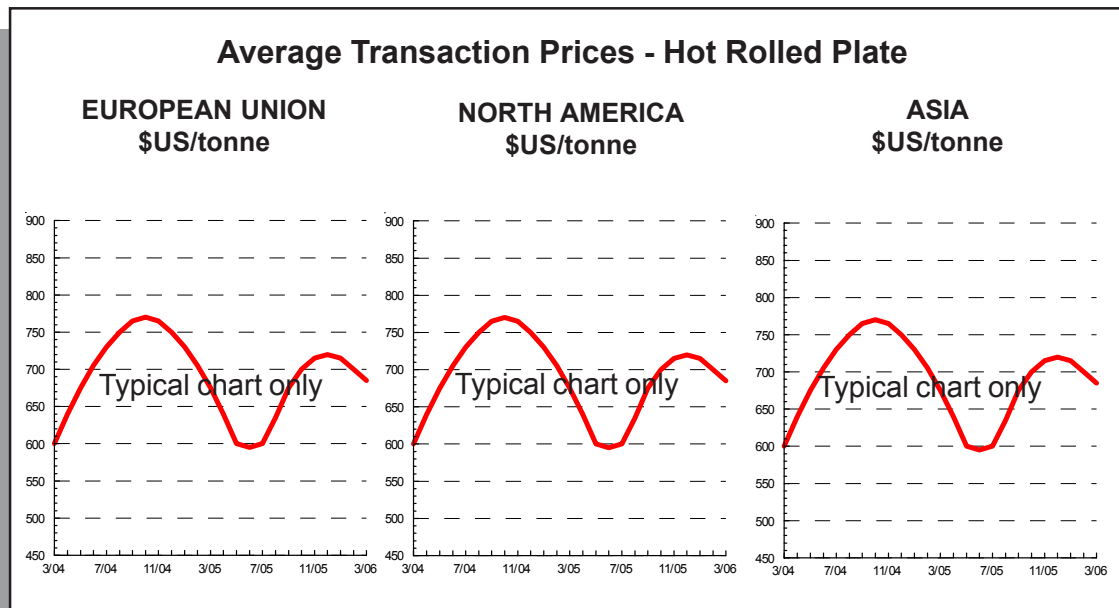 Average Transaction Prices - Hot Rolled Plate
EUROPEAN UNION
$US/tonne
NORTH AMERICA
$US/tonne
ASIA
$US/tonne
900
850
800
750
700
650
600
550
500
450
3/04 7/04 11/04 3/05 7/05 11/05 3/06
Typical chart only
900
850
800
750
700
650
600
550
500
450
3/04 7/04 11/04 3/05 7/05 11/05 3/06
Typical chart only
900
850
800
750
700
650
600
550
500
450
3/04 7/04 11/04 3/05 7/05 11/05 3/06
Typical chart only